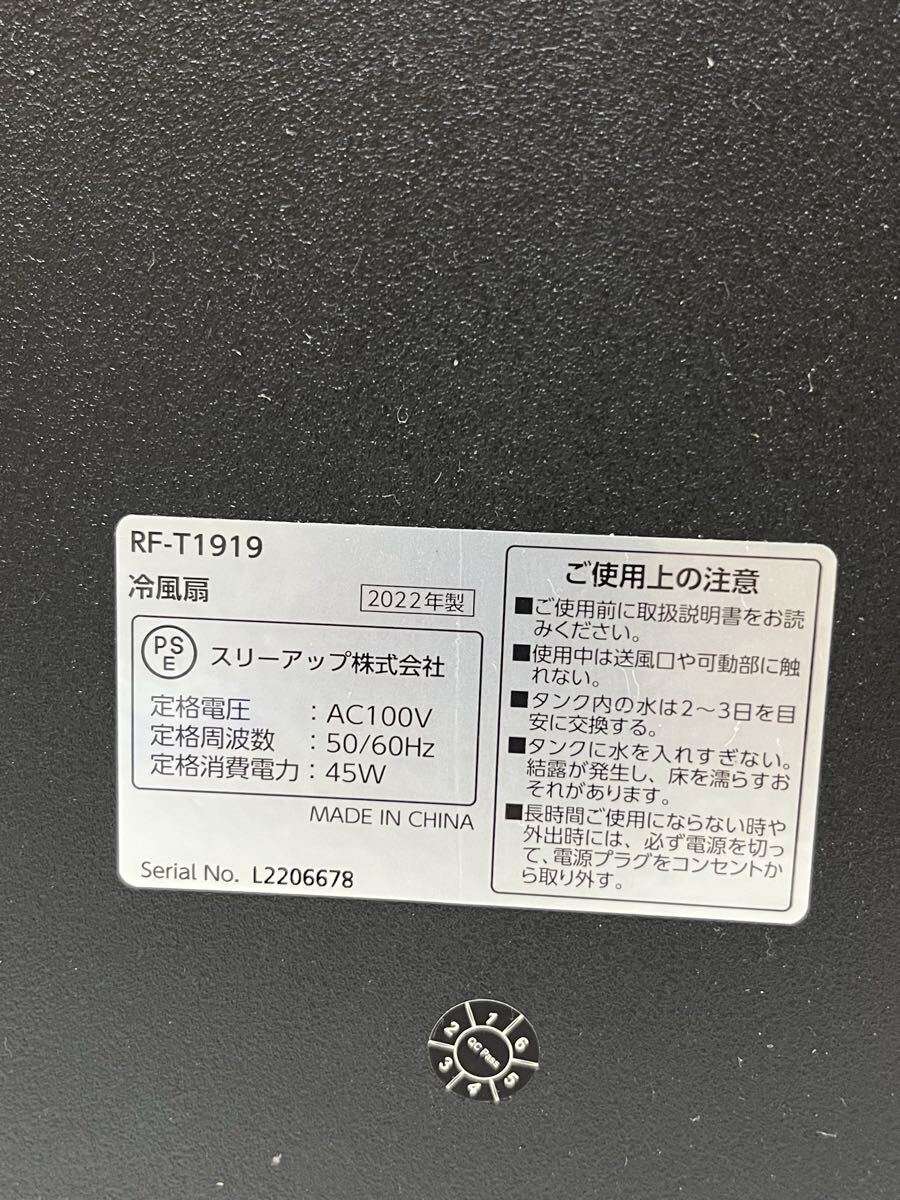 RF-T1919
冷風扇
2022年製
PS
E
スリーアップ株式会社
定格電圧 : AC100V
定格周波数 : 50/60Hz
定格消費電力 : 45W
MADE IN CHINA
Serial No. L2206678
ご使用上の注意
■ご使用前に取扱説明書をお読
みください。
■使用中は送風口や可動部に触
れない。
■タンク内の水は2～3日を目
安に交換する。
■タンクに水を入れすぎない。
結露が発生し、床を濡らすお
それがあります。
■長時間ご使用にならない時や
外出時には、必ず電源を切っ
て、電源プラグをコンセントか
ら取り外す。
1
2
6
QC Pass
3
5
4